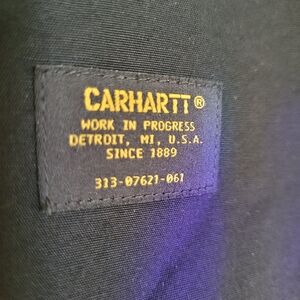 CARHARTT®
WORK IN PROGRESS
DETROIT, MI, U.S.A.
SINCE 1889
313-07621-061